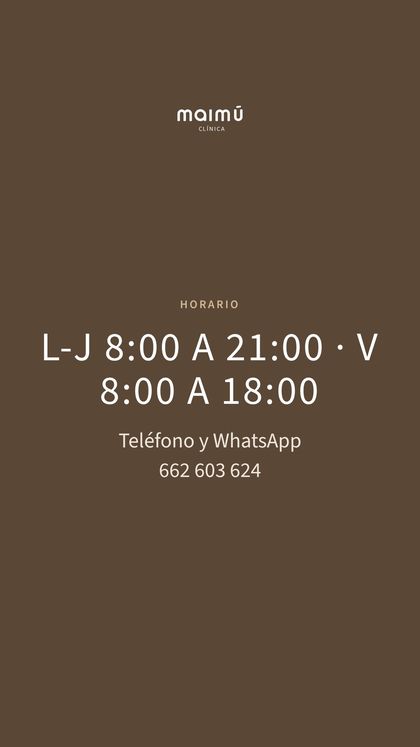 maimū
CLÍNICA
HORARIO
L-J 8:00 A 21:00 · V
8:00 A 18:00
Teléfono y WhatsApp
662 603 624